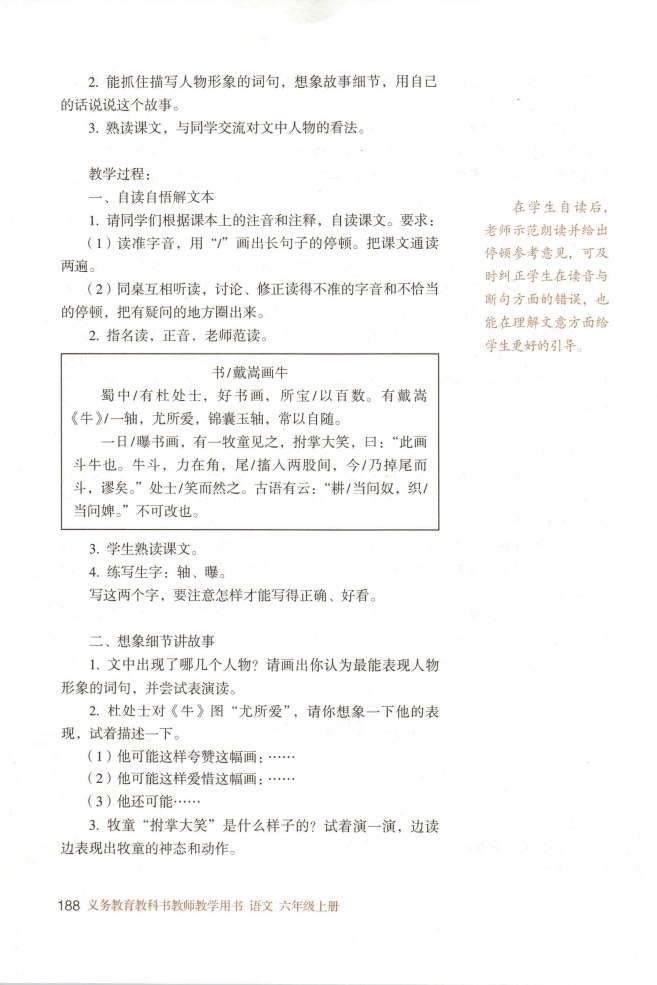 2. 能抓住描写人物形象的词句，想象故事细节，用自己
的话说说这个故事。
3. 熟读课文，与同学交流对文中人物的看法。
教学过程：
一、自读自悟解文本
1. 请同学们根据课本上的注音和注释，自读课文。要求：
（1）读准字音，用“/”画出长句子的停顿。把课文通读
两遍。
（2）同桌互相听读，讨论、修正读得不准的字音和不恰当
的停顿，把有疑问的地方圈出来。
2. 指名读，正音，老师范读。
书/戴嵩画牛
蜀中/有杜处士，好书画，所宝/以百数。有戴嵩
《牛》/一轴，尤所爱，锦囊玉轴，常以自随。
一日/曝书画，有一牧童见之，拊掌大笑，曰：“此画
斗牛也。牛斗，力在角，尾/搐入两股间，今/乃掉尾而
斗，谬矣。”处士/笑而然之。古语有云：“耕/当问奴，织/
当问婢。”不可改也。
3. 学生熟读课文。
4. 练写生字：轴、曝。
写这两个字，要注意怎样才能写得正确、好看。
二、想象细节讲故事
1. 文中出现了哪几个人物？请画出你认为最能表现人物
形象的词句，并尝试表演读。
2. 杜处士对《牛》图“尤所爱”，请你想象一下他的表
现，试着描述一下。
（1）他可能这样夸赞这幅画：……
（2）他可能这样爱惜这幅画：……
（3）他还可能……
3. 牧童“拊掌大笑”是什么样子的？试着演一演，边读
边表现出牧童的神态和动作。
在学生自读后，
老师示范朗读并给出
停顿参考意见，可及
时纠正学生在读音与
断句方面的错误，也
能在理解文意方面给
学生更好的引导。
188 义务教育教科书教师教学用书 语文 六年级上册